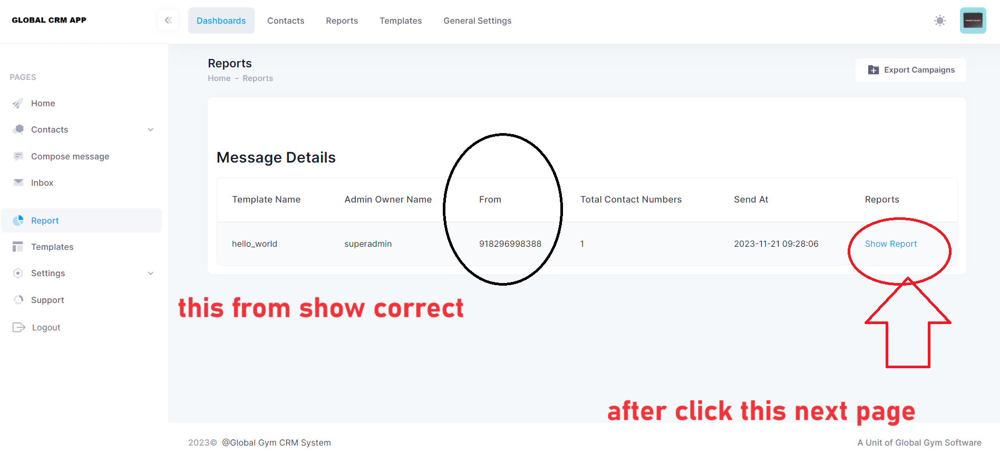 GLOBAL CRM APP
Dashboards Contacts Reports Templates General Settings
PAGES
Home
Contacts
Compose message
Inbox
Report
Templates
Settings
Support
Logout
Reports
Home - Reports
Export Campaigns
Message Details
Template Name Admin Owner Name From Total Contact Numbers Send At Reports
hello_world superadmin 918296998388 1 2023-11-21 09:28:06 Show Report
this from show correct
after click this next page
2023© @Global Gym CRM System
A Unit of Global Gym Software